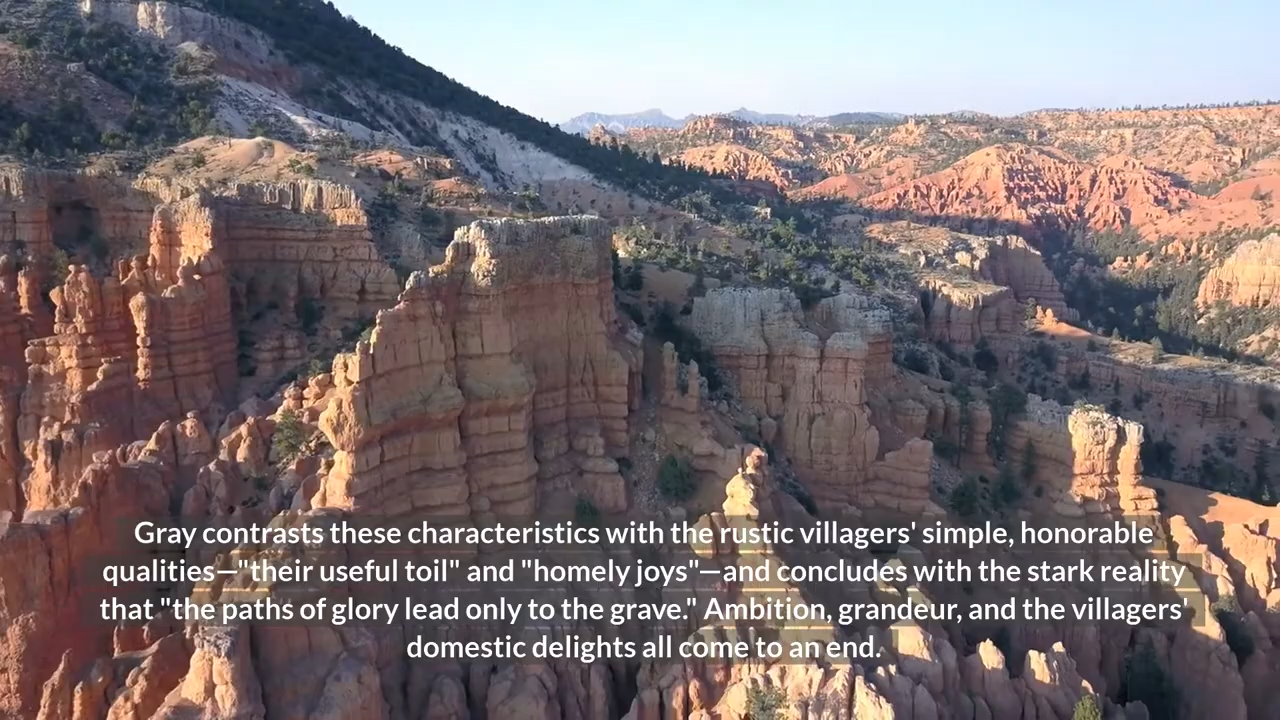 Gray contrasts these characteristics with the rustic villagers' simple, honorable
qualities—"their useful toil" and "homely joys"—and concludes with the stark reality
that "the paths of glory lead only to the grave." Ambition, grandeur, and the villagers'
domestic delights all come to an end.